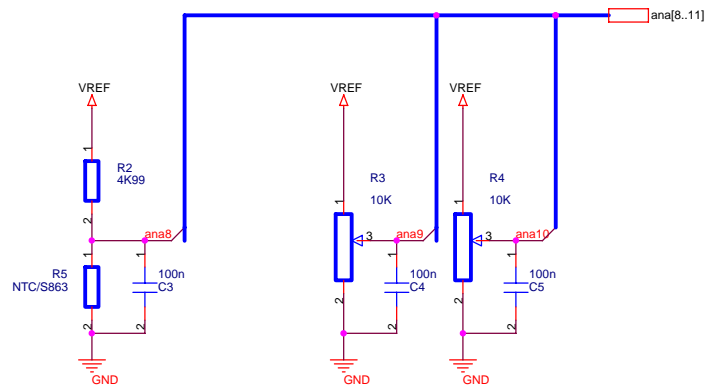 ana[8..11]
VREF
VREF
VREF
1
R2
4K99
2
R3
10K
R4
10K
1
1
ana8
3
ana9
3
ana10
1
1
1
1
R5
NTC/S863
100n
C3
100n
C4
100n
C5
2
2
2
2
2
2
GND
GND
GND